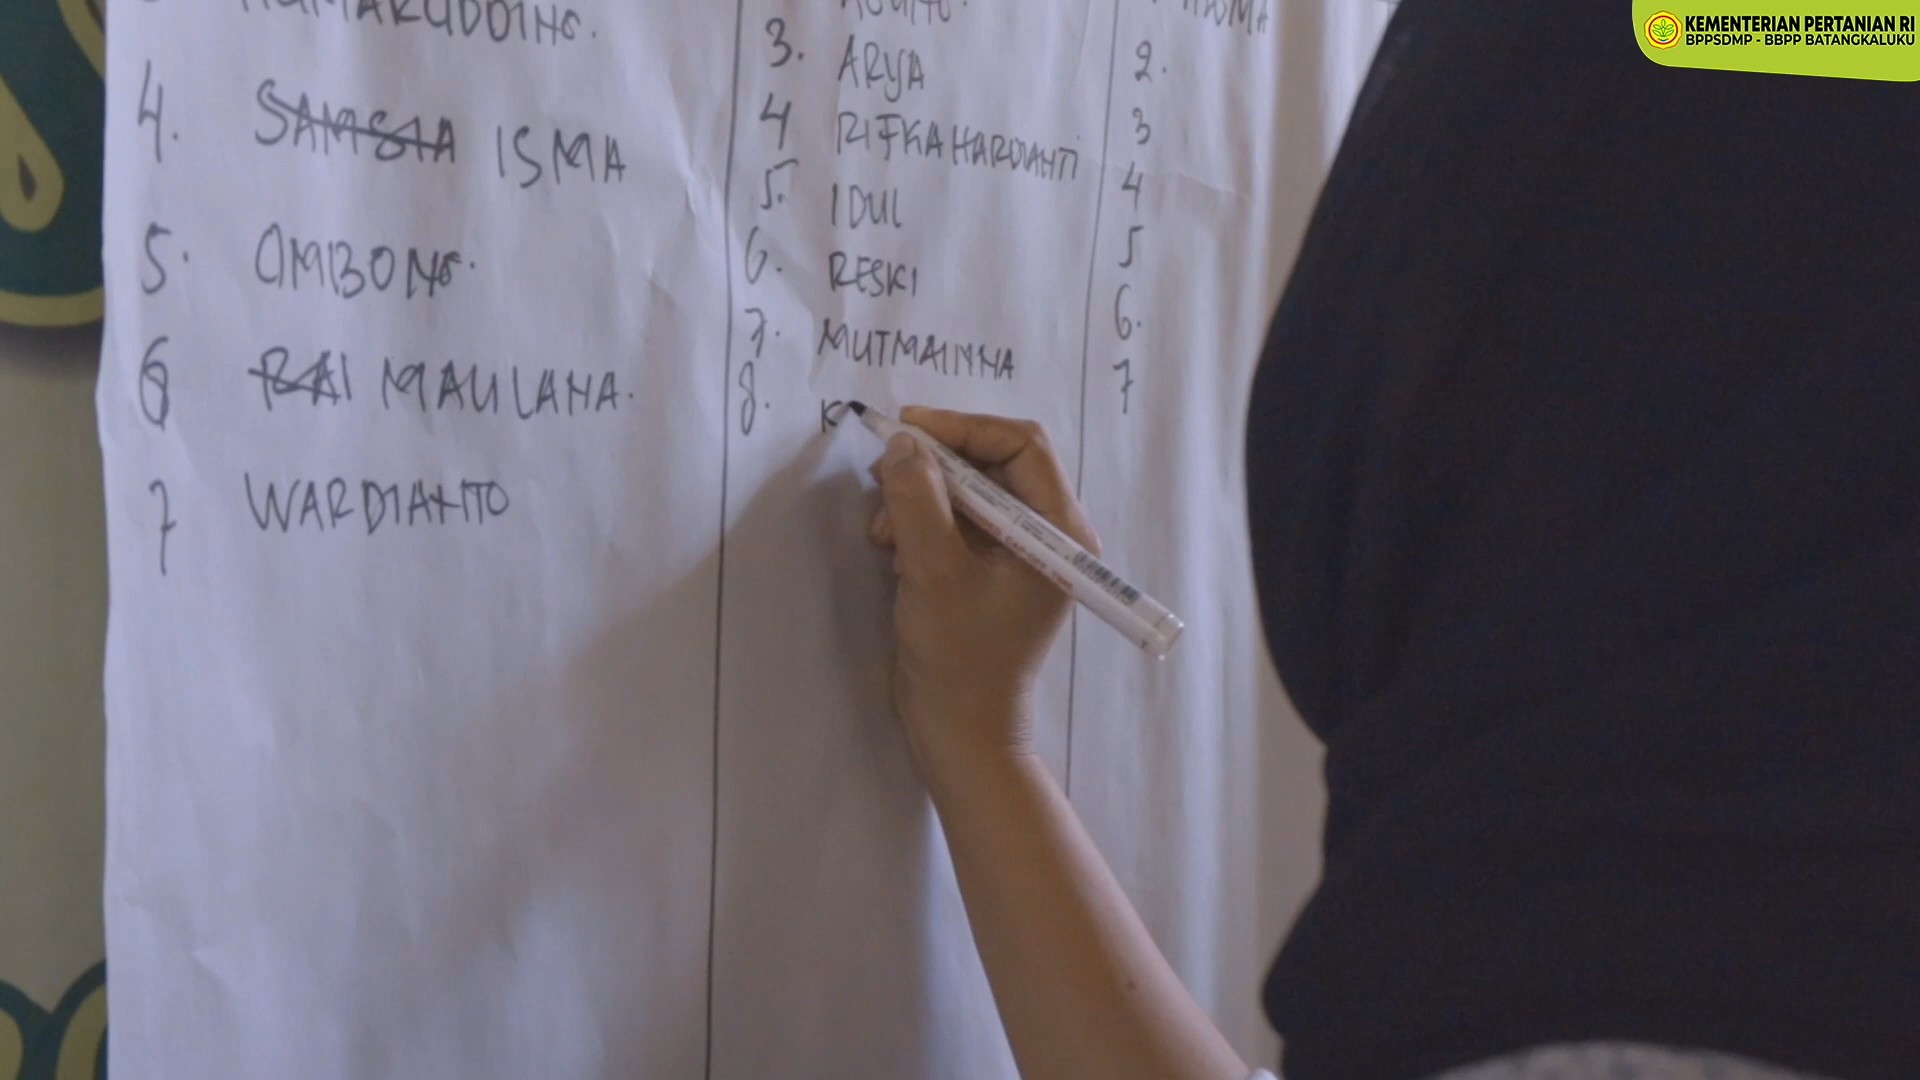 4. SAMSIA ISMA
5. OMBONG.
6 RAI MAULANA.
7 WARDIANTO
3. ARYA
4 RIFKA HARDIANTI
5. IDUL
6. RESKI
7. MUTMAINNA
8. K
2.
3
4
5
6.
7
KEMENTERIAN PERTANIAN RI
BPPSDMP - BBPP BATANGKALUKU